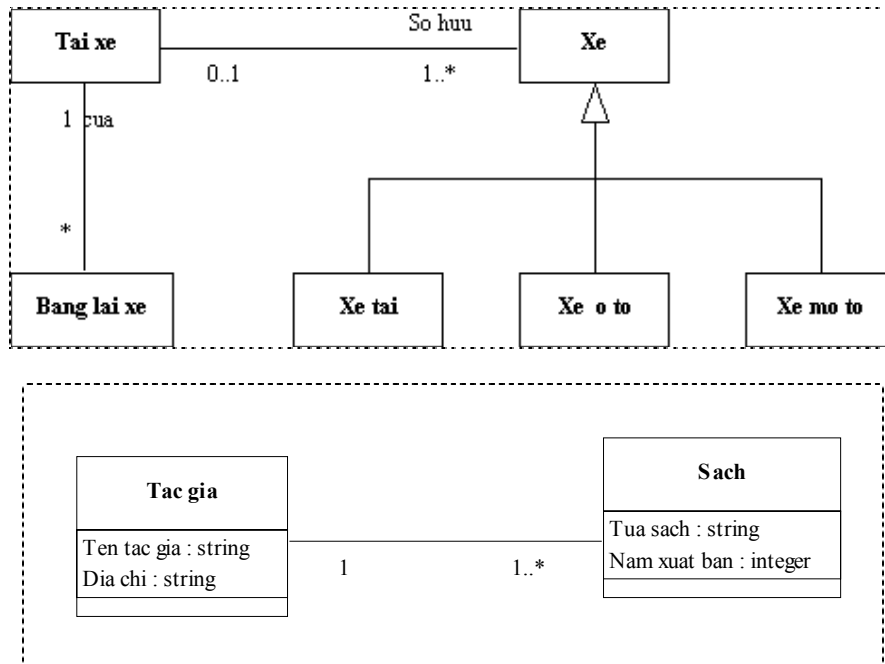 So huu
Tai xe
Xe
0..1
1..*
1 cua
*
Bang lai xe
Xe tai
Xe o to
Xe mo to
Tac gia
Ten tac gia : string
Dia chi : string
1
1..*
Sach
Tua sach : string
Nam xuat ban : integer